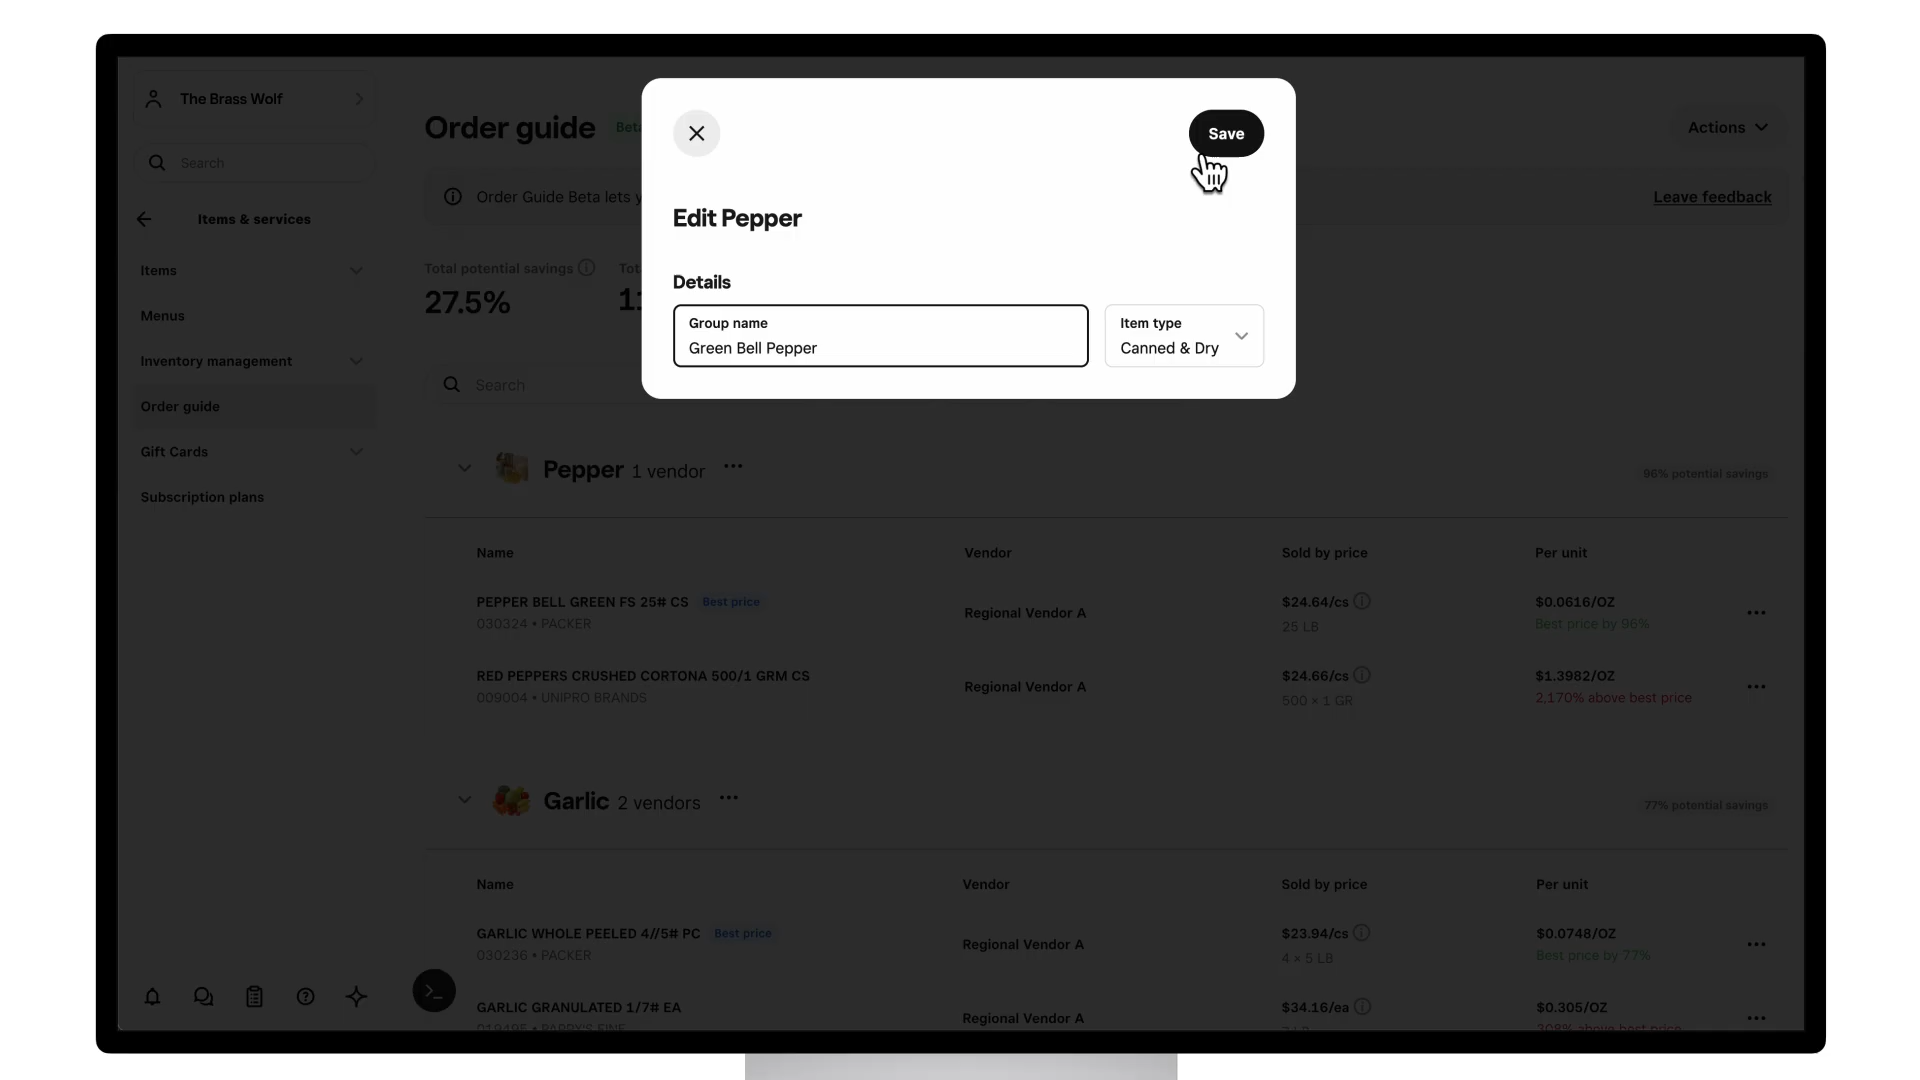 The Brass Wolf
Search
Items & services
Items
Menus
Inventory management
Order guide
Gift Cards
Subscription plans
Order guide
Beta
Actions
Order Guide Beta lets
Leave feedback
Total potential savings
27.5%
Save
Edit Pepper
Details
Group name
Green Bell Pepper
Item type
Canned & Dry
Search
Pepper 1 vendor
96% potential savings
Name Vendor Sold by price Per unit
PEPPER BELL GREEN FS 25# CS Best price
030324 • PACKER
Regional Vendor A
$24.64/cs
25 LB
$0.0616/OZ
Best price by 96%
RED PEPPERS CRUSHED CORTONA 500/1 GRM CS
009004 • UNIPRO BRANDS
Regional Vendor A
$24.66/cs
500 × 1 GR
$1.3982/OZ
2,170% above best price
Garlic 2 vendors
77% potential savings
Name Vendor Sold by price Per unit
GARLIC WHOLE PEELED 4//5# PC Best price
030236 • PACKER
Regional Vendor A
$23.94/cs
4 × 5 LB
$0.0748/OZ
Best price by 77%
GARLIC GRANULATED 1/7# EA
Regional Vendor A
$34.16/ea
$0.305/OZ
308% above best price